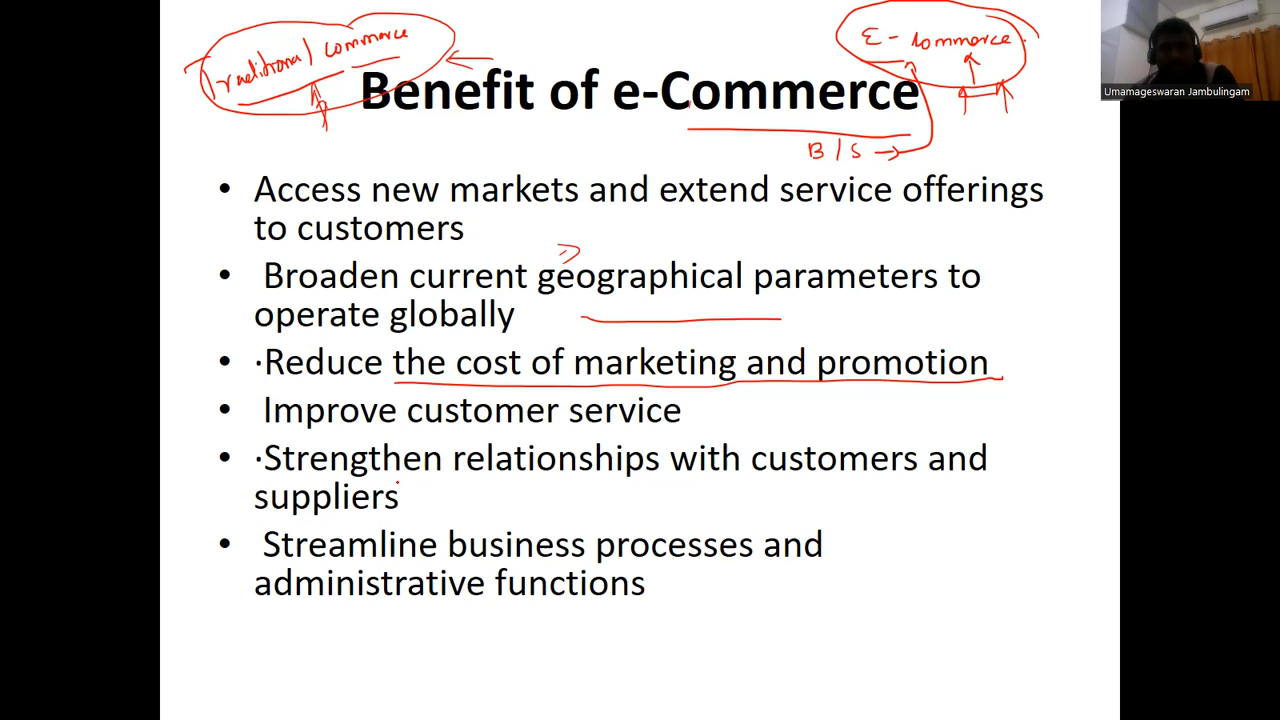 Traditional commerce
E-commerce
Umamageswaran Jambulingam
Benefit of e-Commerce
B/S
• Access new markets and extend service offerings
to customers
• Broaden current geographical parameters to
operate globally
• ·Reduce the cost of marketing and promotion
• Improve customer service
• ·Strengthen relationships with customers and
suppliers
• Streamline business processes and
administrative functions